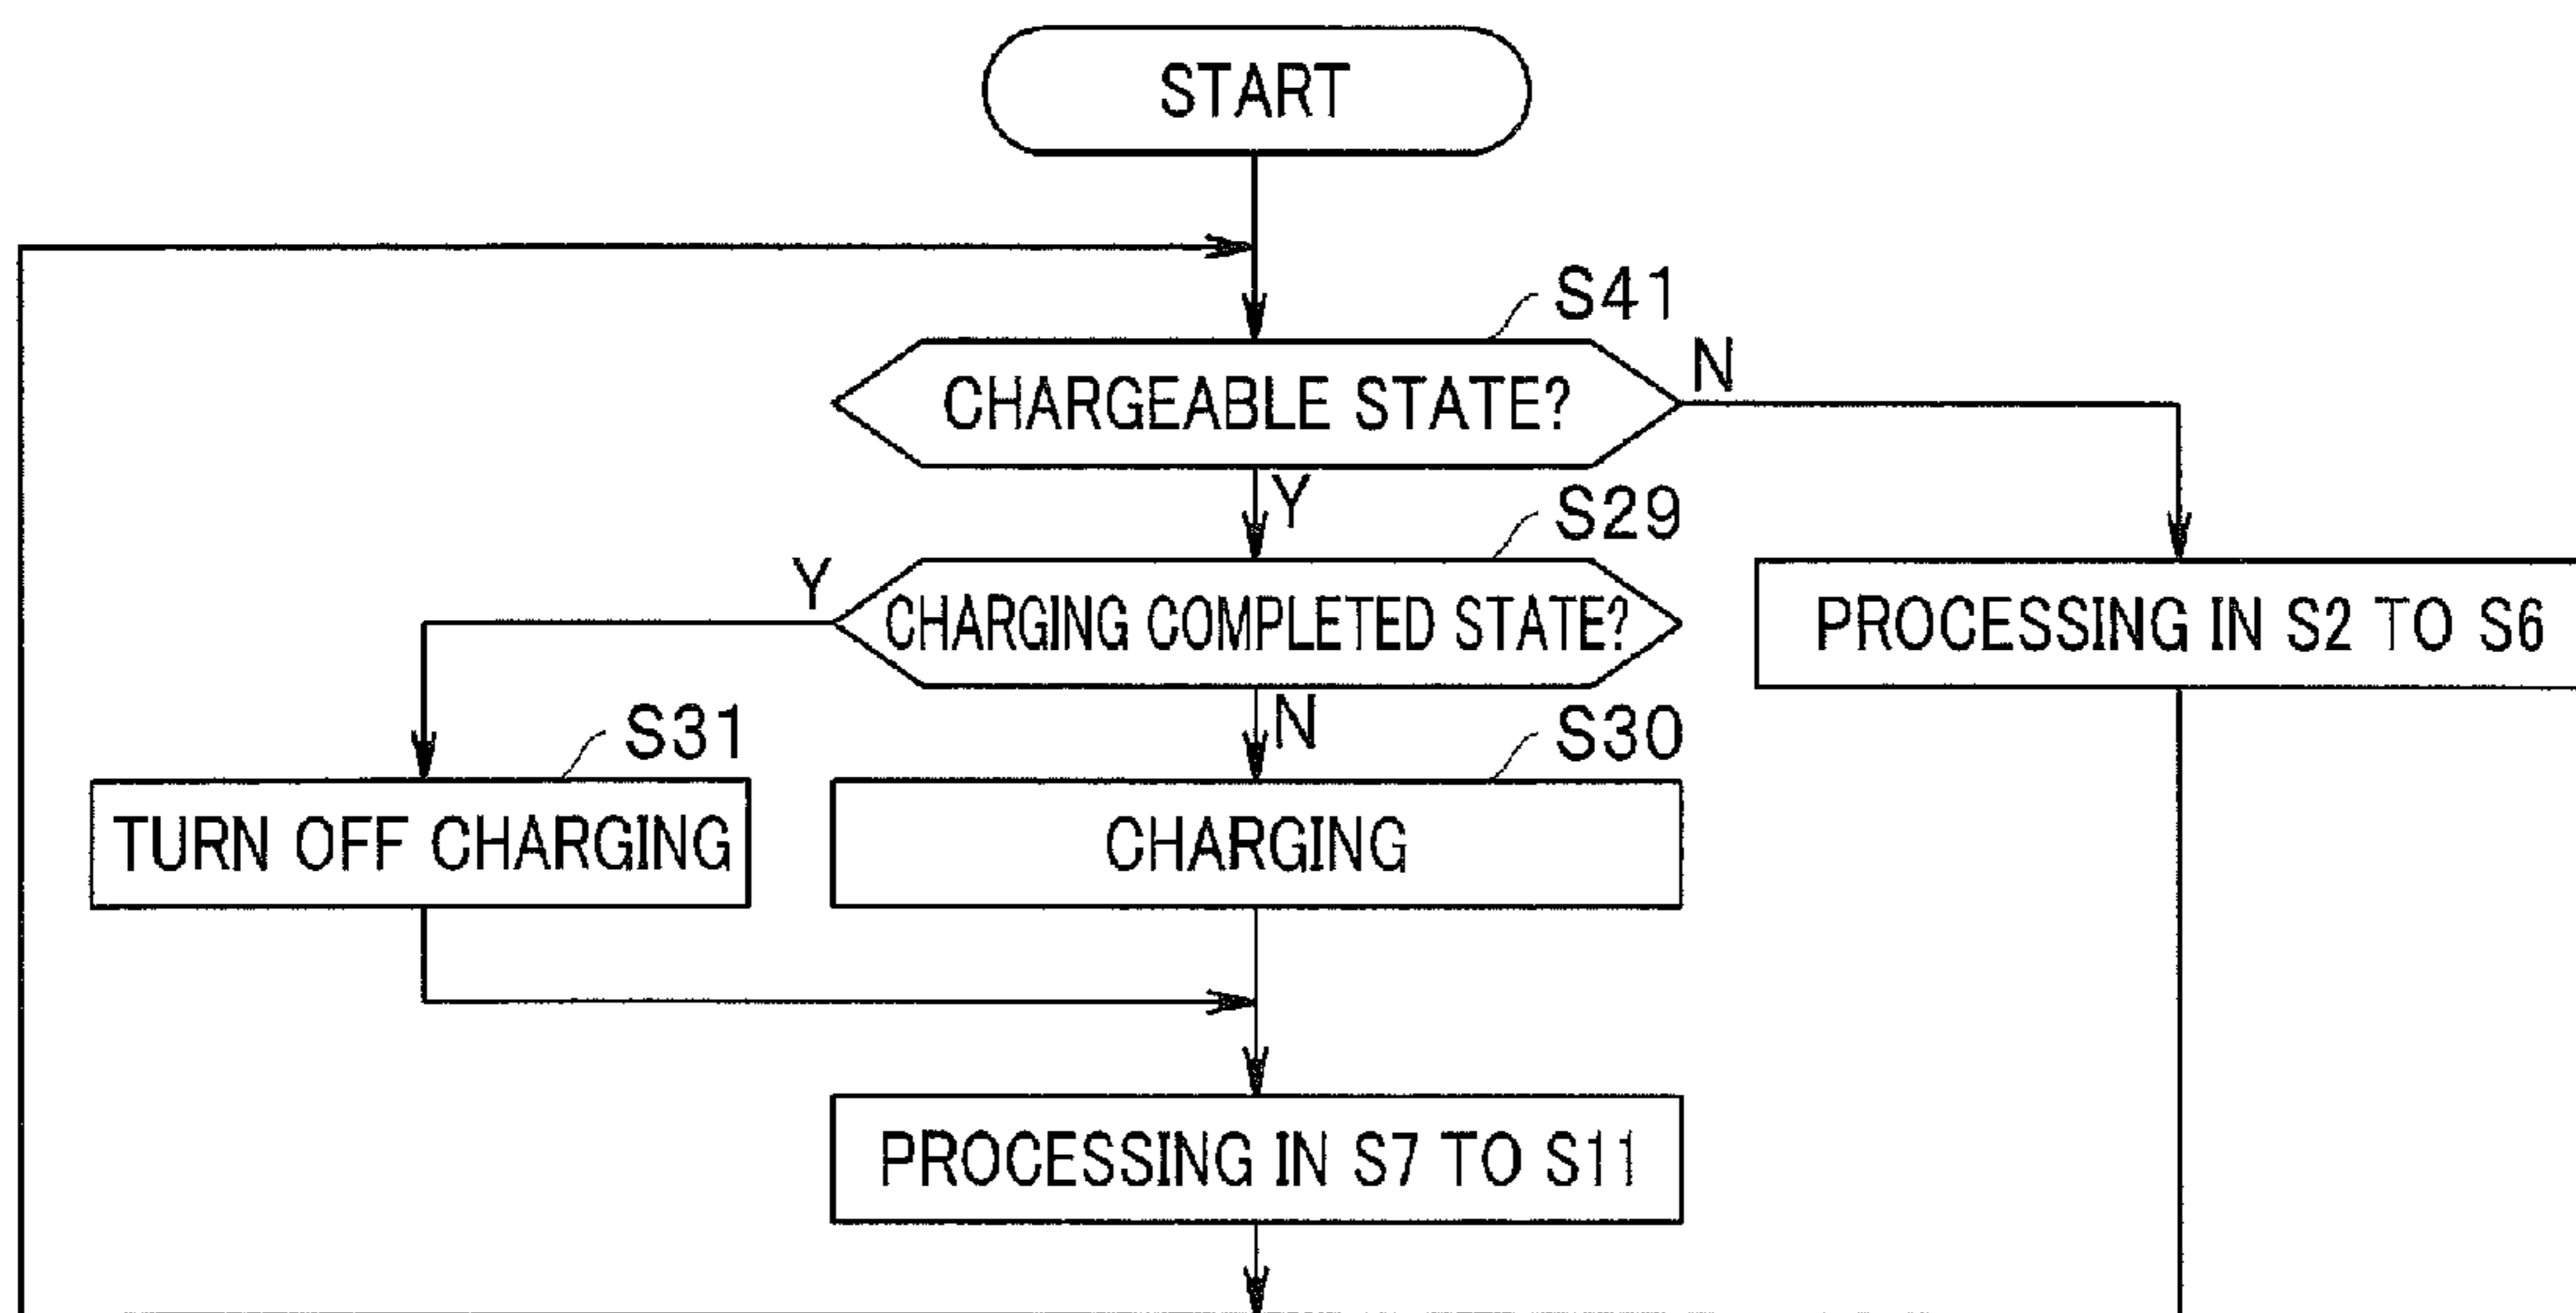 START
S41
CHARGEABLE STATE?
N
Y
S29
CHARGING COMPLETED STATE?
Y
PROCESSING IN S2 TO S6
N
S31
S30
TURN OFF CHARGING
CHARGING
PROCESSING IN S7 TO S11